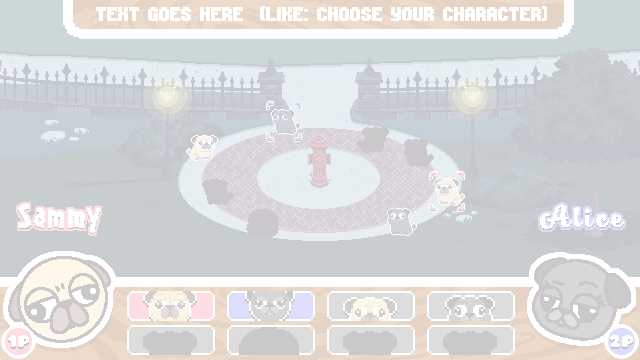 TEXT GOES HERE (LIKE: CHOOSE YOUR CHARACTER)
Sammy
Alice
1P
2P